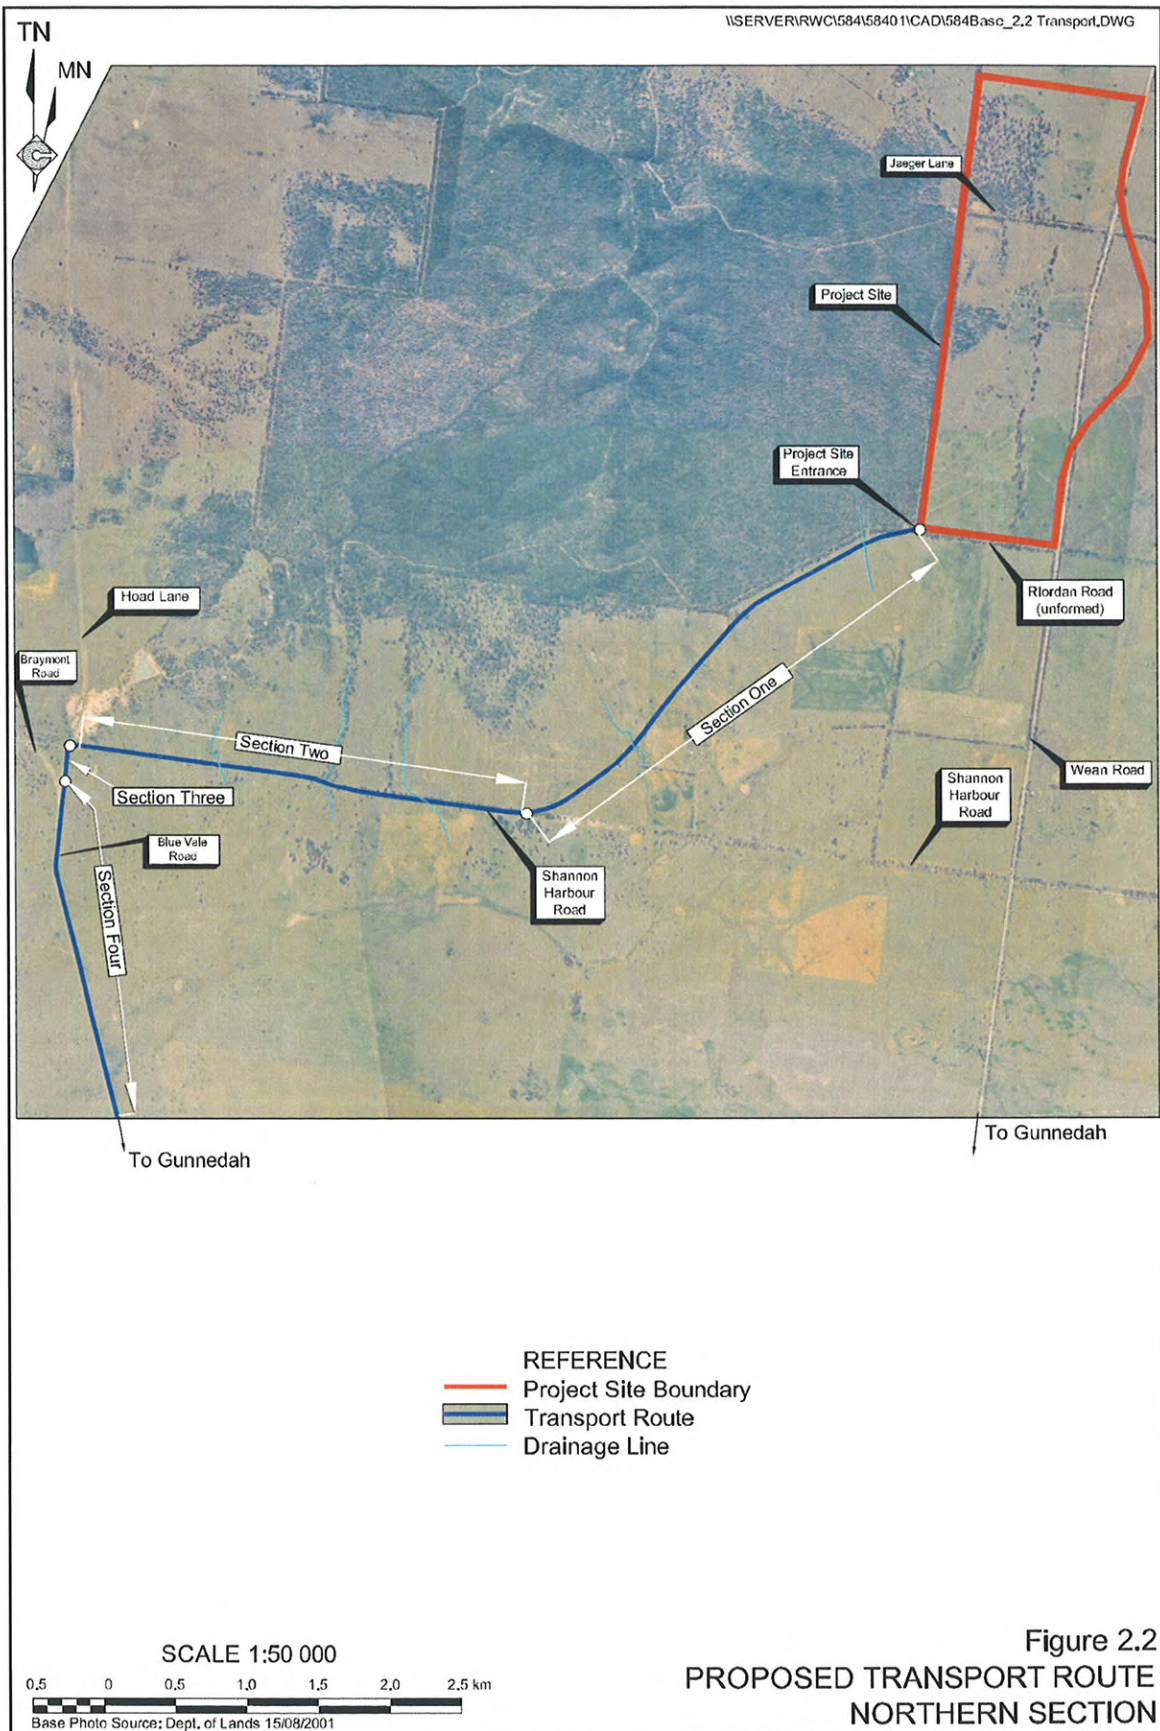 \\SERVER\RWC\584\58401\CAD\584Base_2.2 Transport.DWG
TN
MN
Jaeger Lane
Project Site
Project Site
Entrance
Hoad Lane
Riordan Road
(unformed)
Braymont
Road
Section One
Section Two
Wean Road
Shannon
Harbour
Road
Section Three
Blue Vale
Road
Section Four
Shannon
Harbour
Road
To Gunnedah
To Gunnedah
REFERENCE
Project Site Boundary
Transport Route
Drainage Line
SCALE 1:50 000
0.5 0 0.5 1.0 1.5 2.0 2.5 km
Base Photo Source: Dept. of Lands 15/08/2001
Figure 2.2
PROPOSED TRANSPORT ROUTE
NORTHERN SECTION